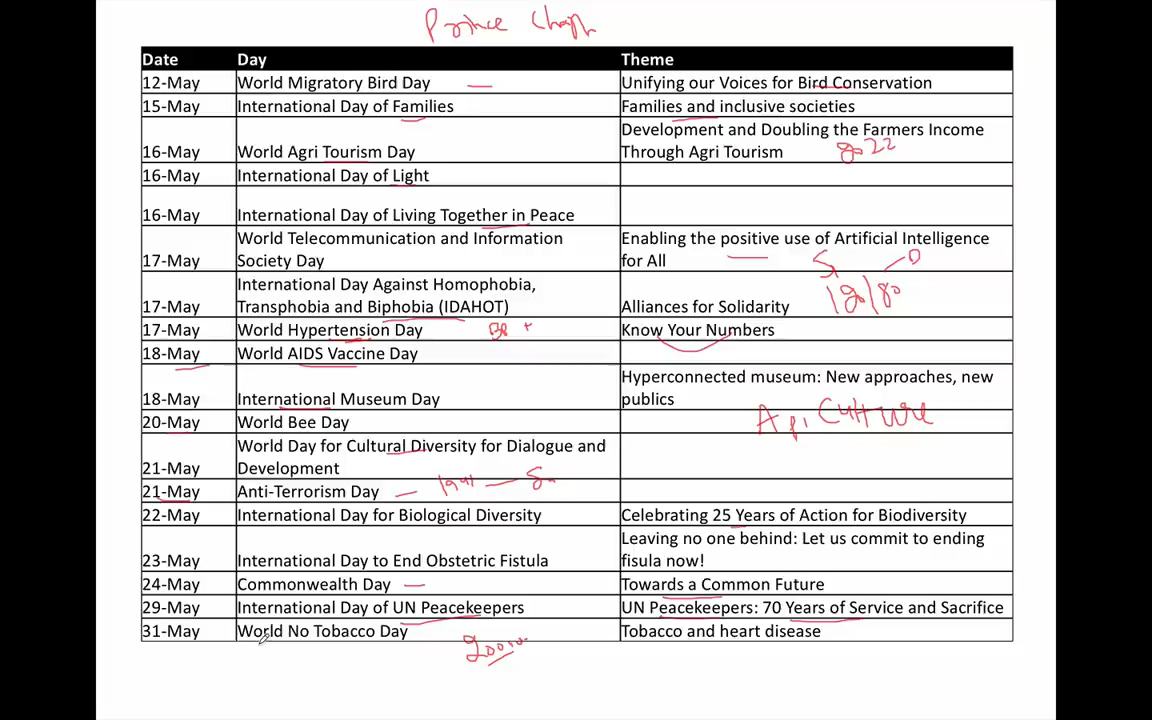 Prince
Date Day Theme
12-May World Migratory Bird Day Unifying our Voices for Bird Conservation
15-May International Day of Families Families and inclusive societies
Development and Doubling the Farmers Income
16-May World Agri Tourism Day Through Agri Tourism 2022
16-May International Day of Light
16-May International Day of Living Together in Peace
World Telecommunication and Information Enabling the positive use of Artificial Intelligence
17-May Society Day for All
S D
International Day Against Homophobia,
17-May Transphobia and Biphobia (IDAHOT) Alliances for Solidarity 120/80
17-May World Hypertension Day BP + Know Your Numbers
18-May World AIDS Vaccine Day
Hyperconnected museum: New approaches, new
18-May International Museum Day publics
20-May World Bee Day Api Culture
World Day for Cultural Diversity for Dialogue and
21-May Development
21-May Anti-Terrorism Day 1991
22-May International Day for Biological Diversity Celebrating 25 Years of Action for Biodiversity
Leaving no one behind: Let us commit to ending
23-May International Day to End Obstetric Fistula fisula now!
24-May Commonwealth Day Towards a Common Future
29-May International Day of UN Peacekeepers UN Peacekeepers: 70 Years of Service and Sacrifice
31-May World No Tobacco Day Tobacco and heart disease